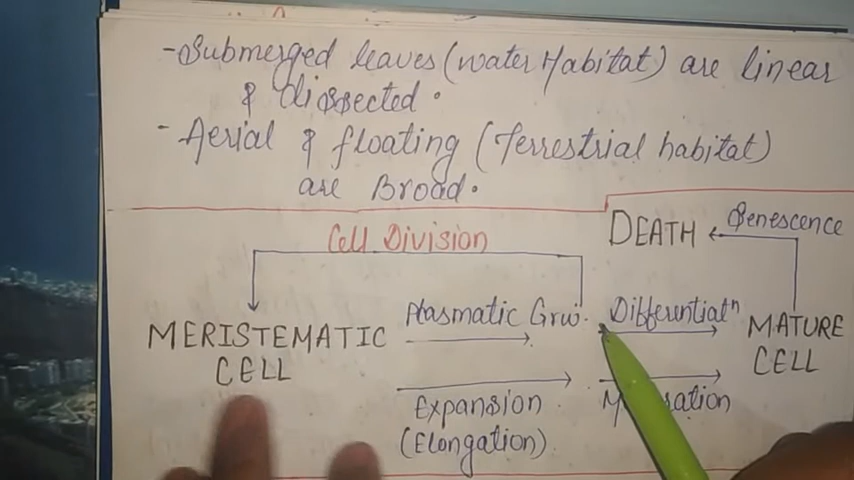 -Submerged leaves (water Habitat) are linear
& dissected.
- Aerial & floating (Terrestrial habitat)
are Broad.
Cell Division
DEATH ← Senescence
MERISTEMATIC
CELL
Plasmatic Grw.
Differentiatⁿ
MATURE
CELL
Expansion
(Elongation)